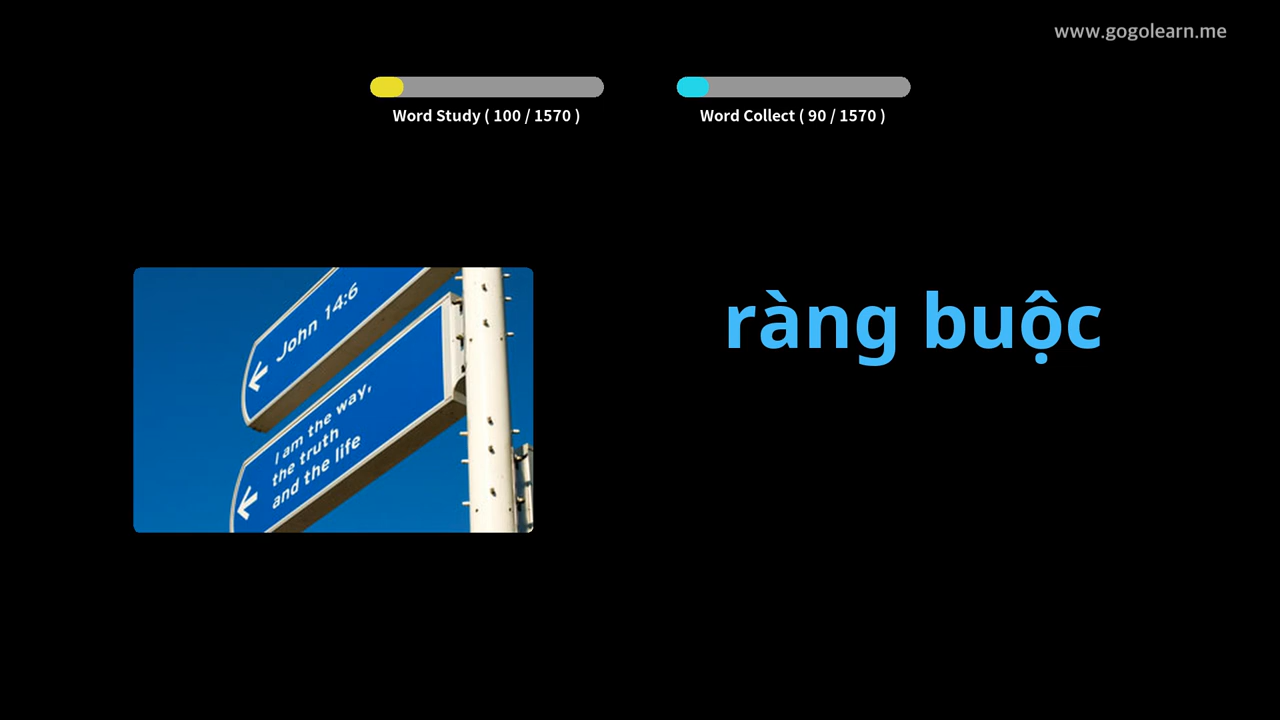 www.gogolearn.me
Word Study ( 100 / 1570 )
Word Collect ( 90 / 1570 )
John 14:6
I am the way,
the truth
and the life
ràng buộc